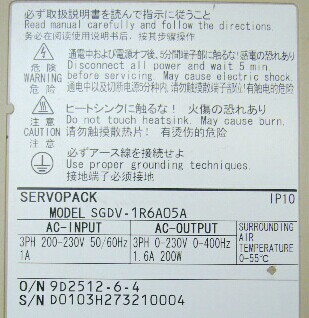 必ず取扱説明書を読んで指示に従うこと
Read manual carefully and follow the directions.
务必在阅读使用说明书后，按其指示操作
通電中および電源オフ後、5分間端子部に触るな!感電の恐れあり
危険
Disconnect all power and wait 5 min
WARNING
before servicing. May cause electric shock.
危险
通电中以及切断电源5分钟内 请勿触摸端子部位!有触电的危险
ヒートシンクに触るな! 火傷の恐れあり
注意
CAUTION
Do not touch heatsink. May cause burn.
注意
请勿触摸散热片! 有烫伤的危险
必ずアース線を接続せよ
Use proper grounding techniques.
接地端子必须接地
SERVOPACK IP10
MODEL SGDV-1R6A05A
AC-INPUT AC-OUTPUT SURROUNDING AIR TEMPERATURE
3PH 200-230V 50/60Hz 3PH 0-230V 0-400Hz
1A 1.6A 200W 0-55℃
O/N 9D2512-6-4
S/N D0103H273210004